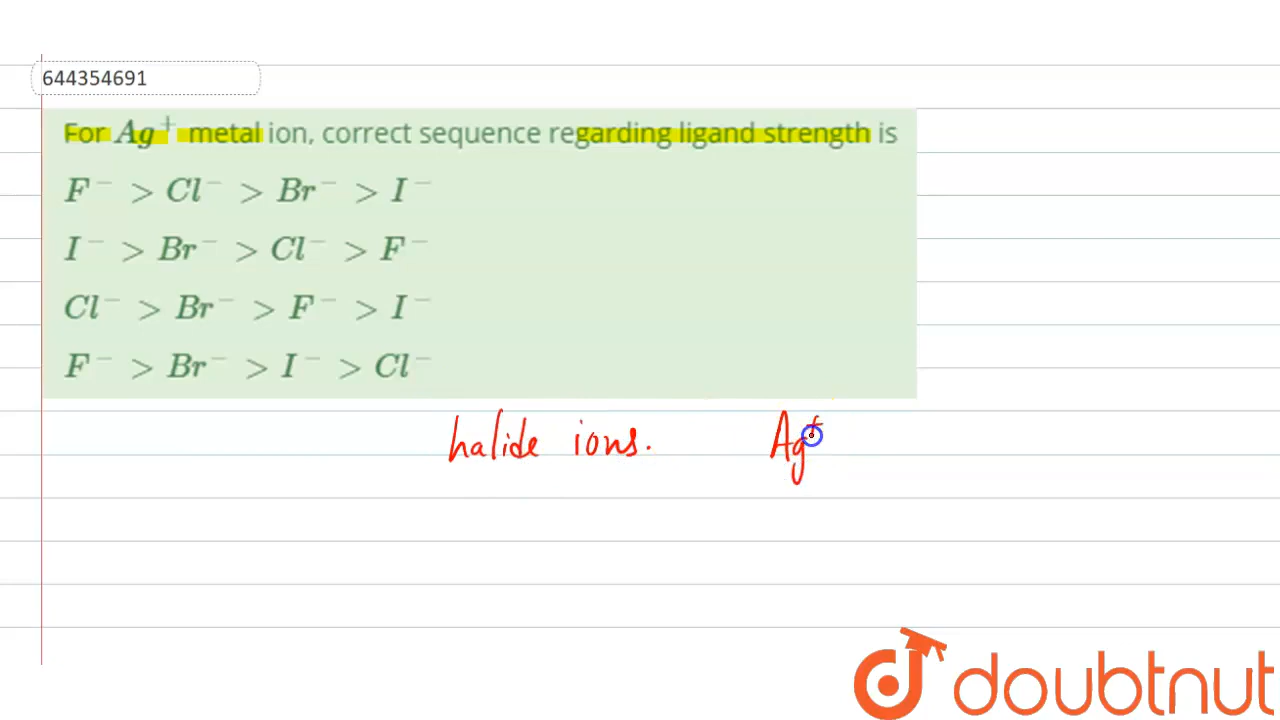 644354691
For Ag⁺ metal ion, correct sequence regarding ligand strength is
F⁻ > Cl⁻ > Br⁻ > I⁻
I⁻ > Br⁻ > Cl⁻ > F⁻
Cl⁻ > Br⁻ > F⁻ > I⁻
F⁻ > Br⁻ > I⁻ > Cl⁻
halide ions. Ag⁺
doubtnut